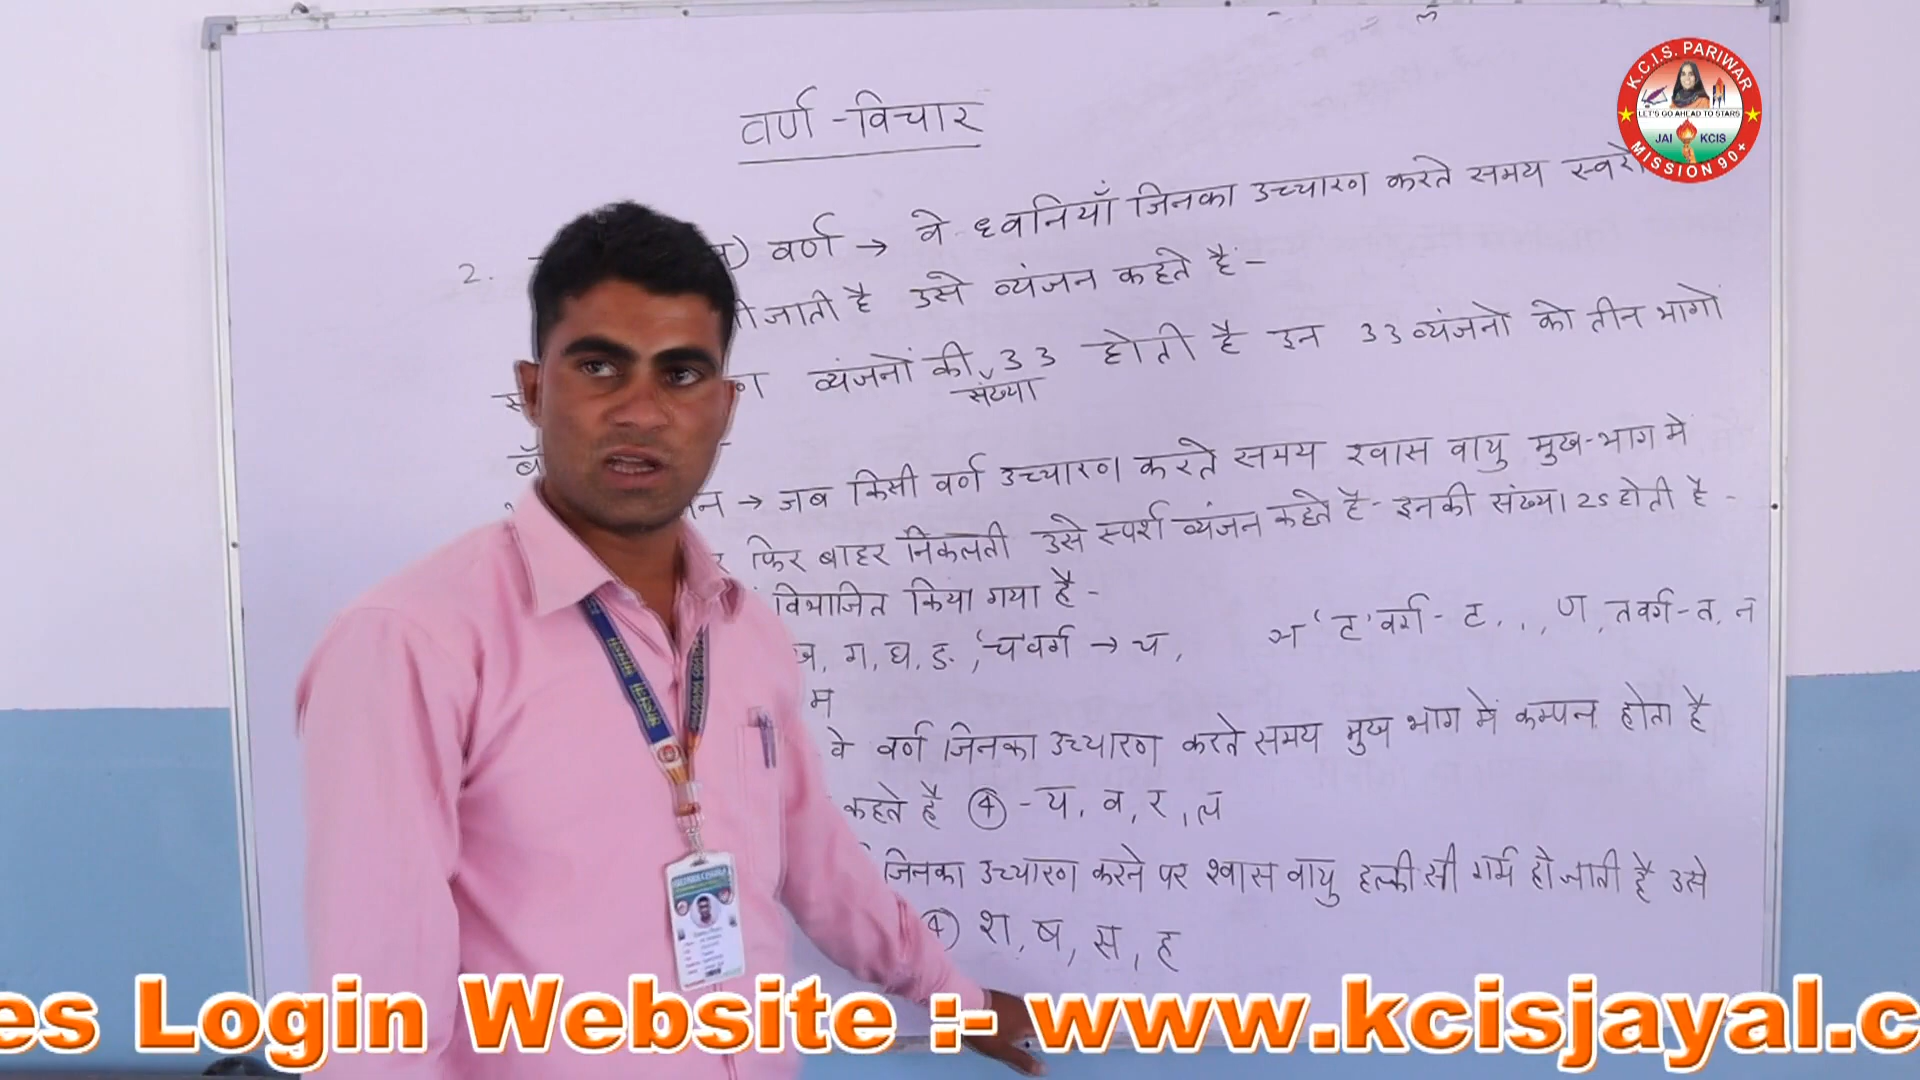 वर्ण-विचार
K.C.I.S. PARIWAR
LET'S GO AHEAD TO STARS
JAI KCIS
MISSION 90+
2. वर्ण → वे ध्वनियाँ जिनका उच्चारण करते समय
जाती है उसे व्यंजन कहते है:-
व्यंजनों की संख्या 33 होती है इन 33 व्यंजनो को तीन भागों
→ जब किसी वर्ण उच्चारण करते समय श्वास वायु मुख-भाग मे
फिर बाहर निकलती उसे स्पर्श व्यंजन कहते है- इनकी संख्या 25 होती है -
विभाजित किया गया है -
ग, घ, ङ, 'च'वर्ग → च, ञ 'ट' वर्ग - ट, , , ण, तवर्ग - त, न
म
वे वर्ण जिनका उच्चारण करते समय मुख भाग में कम्पन होता है
कहते है ④ - य, व, र, ल
जिनका उच्चारण करने पर श्वास वायु हल्की सी गर्म हो जाती है उसे
④ श, ष, स, ह
es Login Website :- www.kcisjayal.c